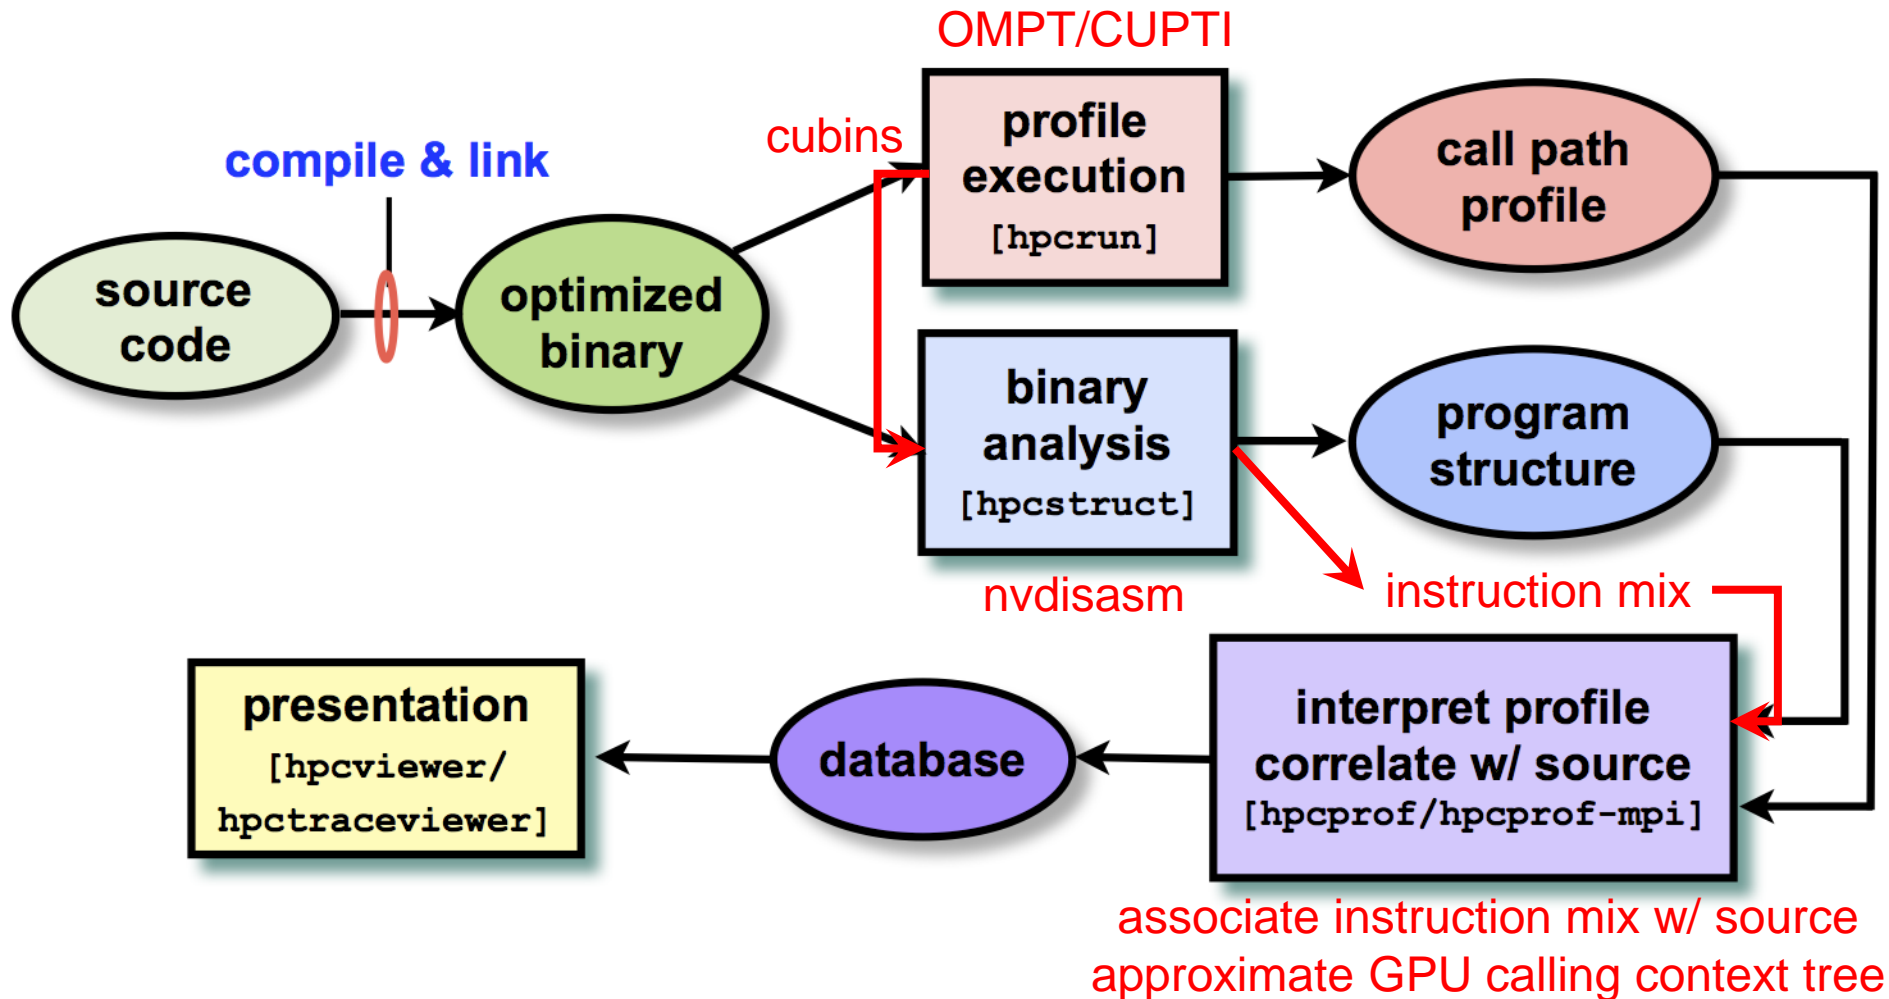 OMPT/CUPTI
cubins
compile & link
profile
execution
[hpcrun]
call path
profile
source
code
optimized
binary
binary
analysis
[hpcstruct]
program
structure
nvdisasm
instruction mix
presentation
[hpcviewer/
hpctraceviewer]
database
interpret profile
correlate w/ source
[hpcprof/hpcprof-mpi]
associate instruction mix w/ source
approximate GPU calling context tree